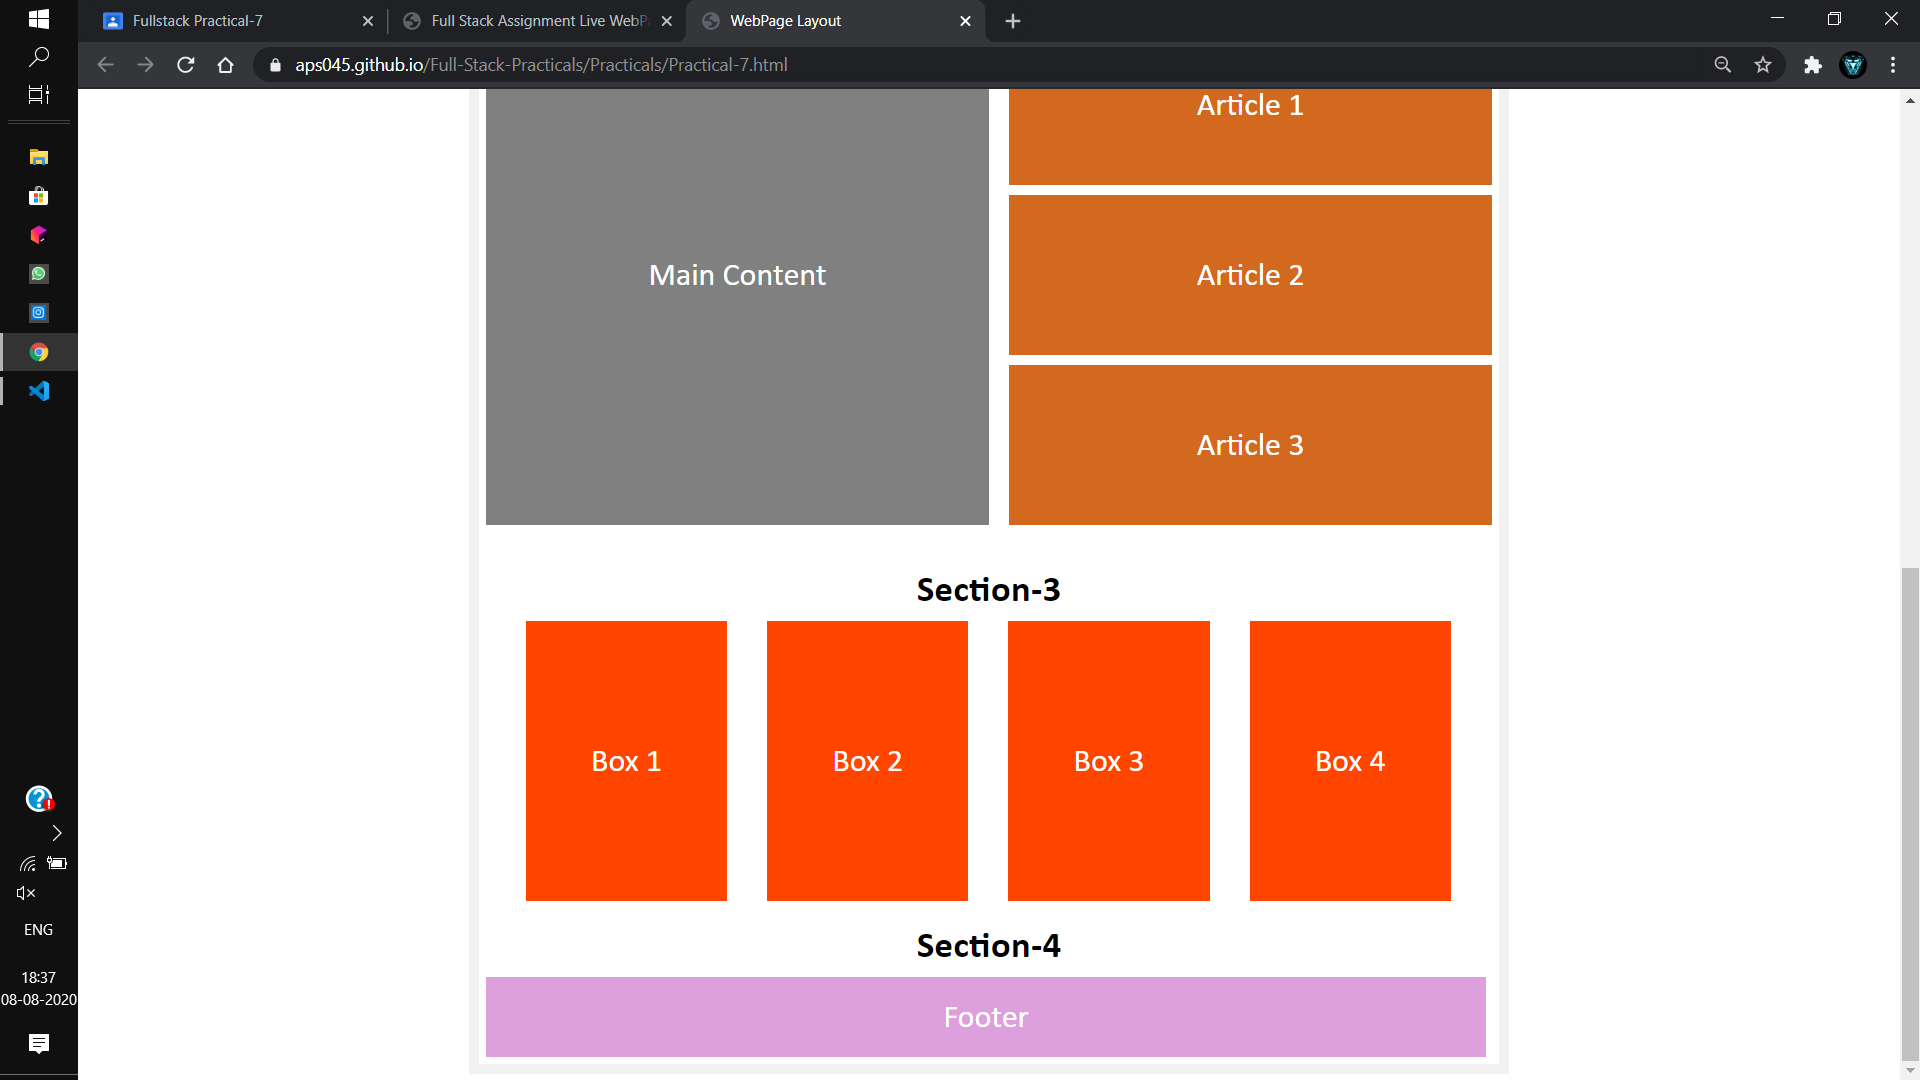 Fullstack Practical-7
Full Stack Assignment Live WebP
WebPage Layout
aps045.github.io/Full-Stack-Practicals/Practicals/Practical-7.html
Article 1
Main Content
Article 2
Article 3
Section-3
Box 1
Box 2
Box 3
Box 4
Section-4
Footer
ENG
18:37
08-08-2020